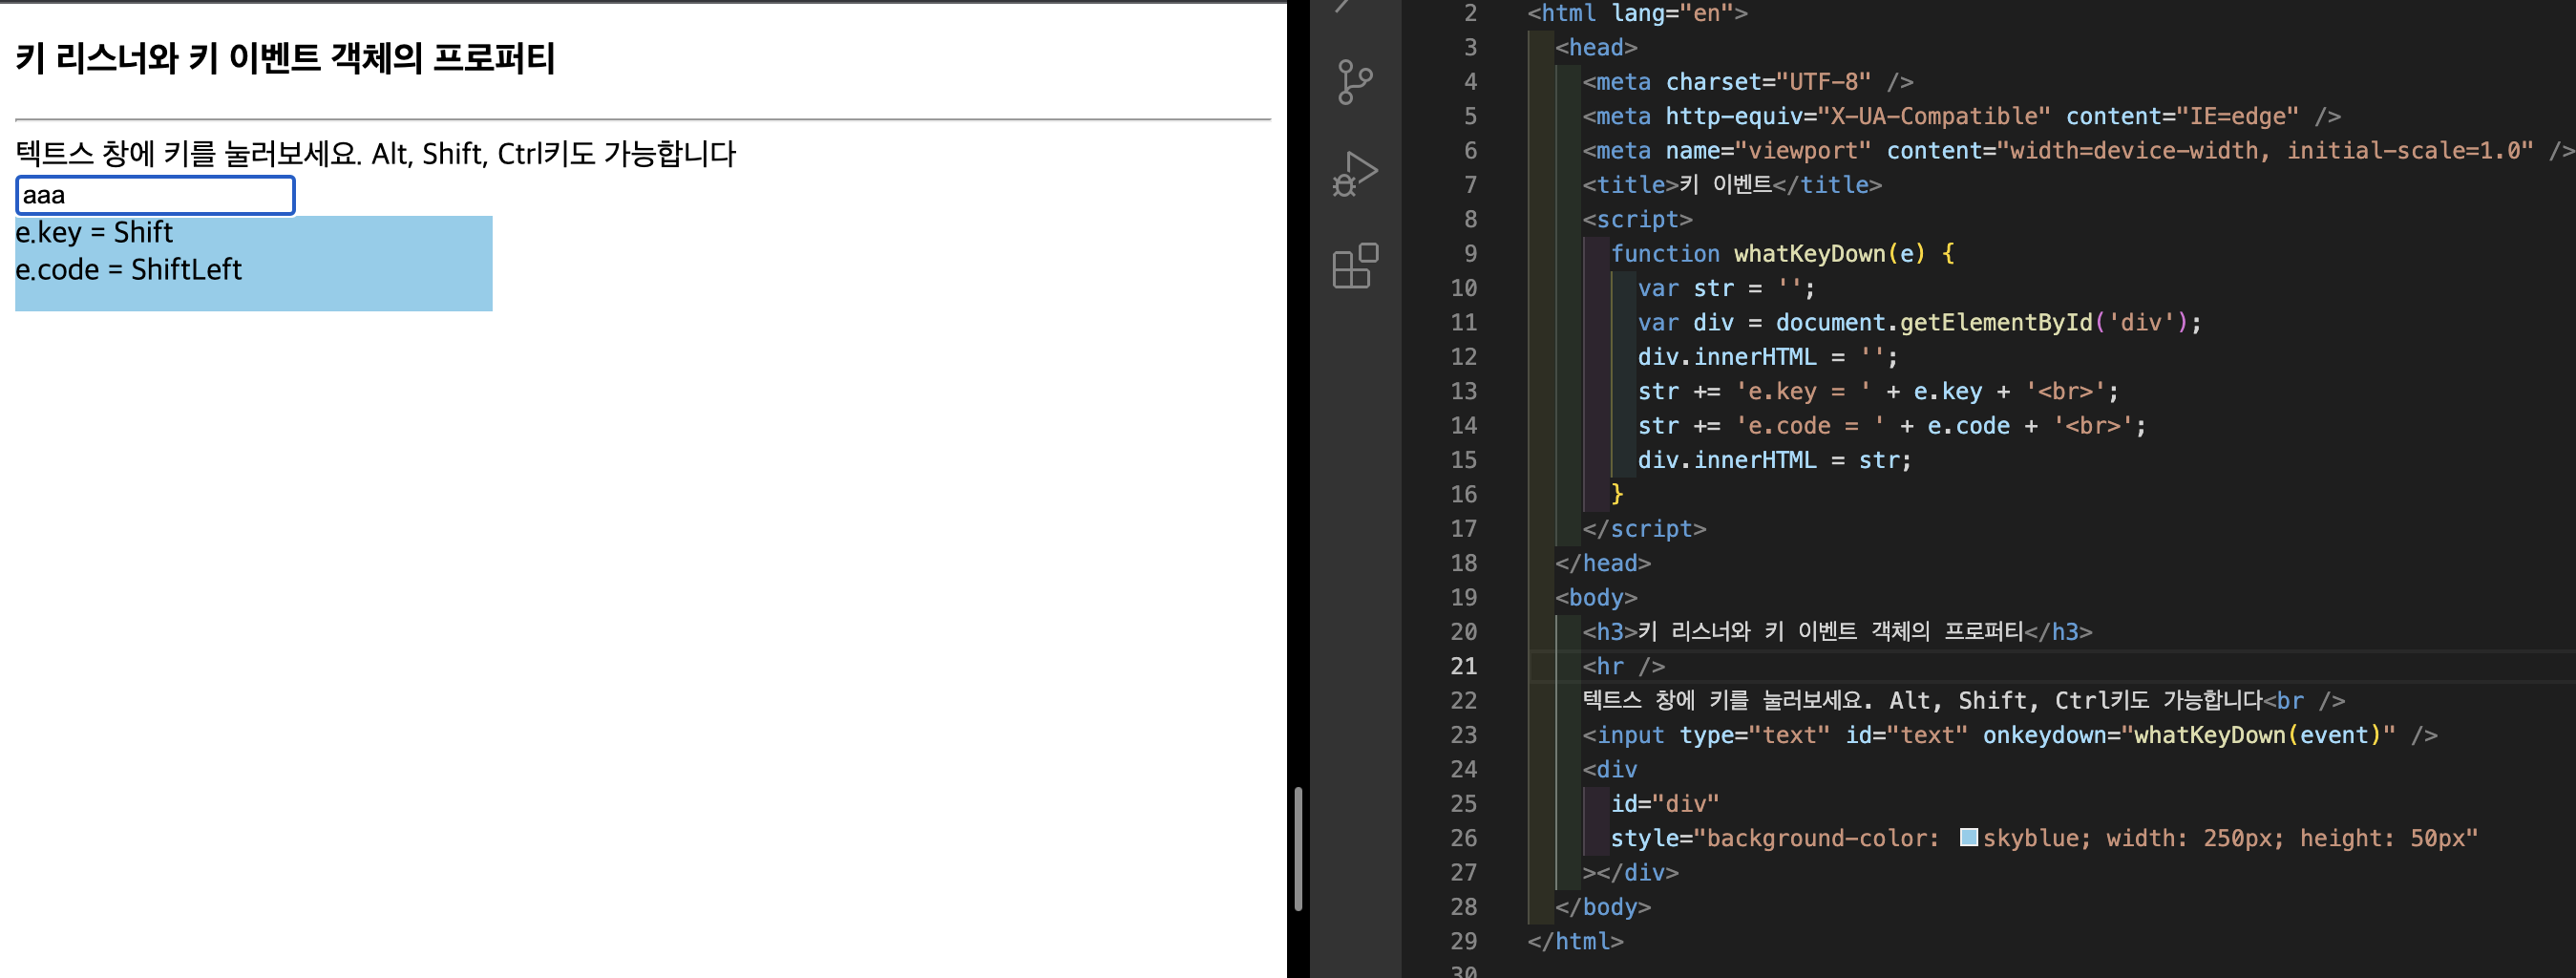 키 리스너와 키 이벤트 객체의 프로퍼티
텍트스 창에 키를 눌러보세요. Alt, Shift, Ctrl키도 가능합니다
aaa
e.key = Shift
e.code = ShiftLeft
2 <html lang="en">
3 <head>
4 <meta charset="UTF-8" />
5 <meta http-equiv="X-UA-Compatible" content="IE=edge" />
6 <meta name="viewport" content="width=device-width, initial-scale=1.0" />
7 <title>키 이벤트</title>
8 <script>
9 function whatKeyDown(e) {
10 var str = '';
11 var div = document.getElementById('div');
12 div.innerHTML = '';
13 str += 'e.key = ' + e.key + '<br>';
14 str += 'e.code = ' + e.code + '<br>';
15 div.innerHTML = str;
16 }
17 </script>
18 </head>
19 <body>
20 <h3>키 리스너와 키 이벤트 객체의 프로퍼티</h3>
21 <hr />
22 텍트스 창에 키를 눌러보세요. Alt, Shift, Ctrl키도 가능합니다<br />
23 <input type="text" id="text" onkeydown="whatKeyDown(event)" />
24 <div
25 id="div"
26 style="background-color: skyblue; width: 250px; height: 50px"
27 ></div>
28 </body>
29 </html>
30